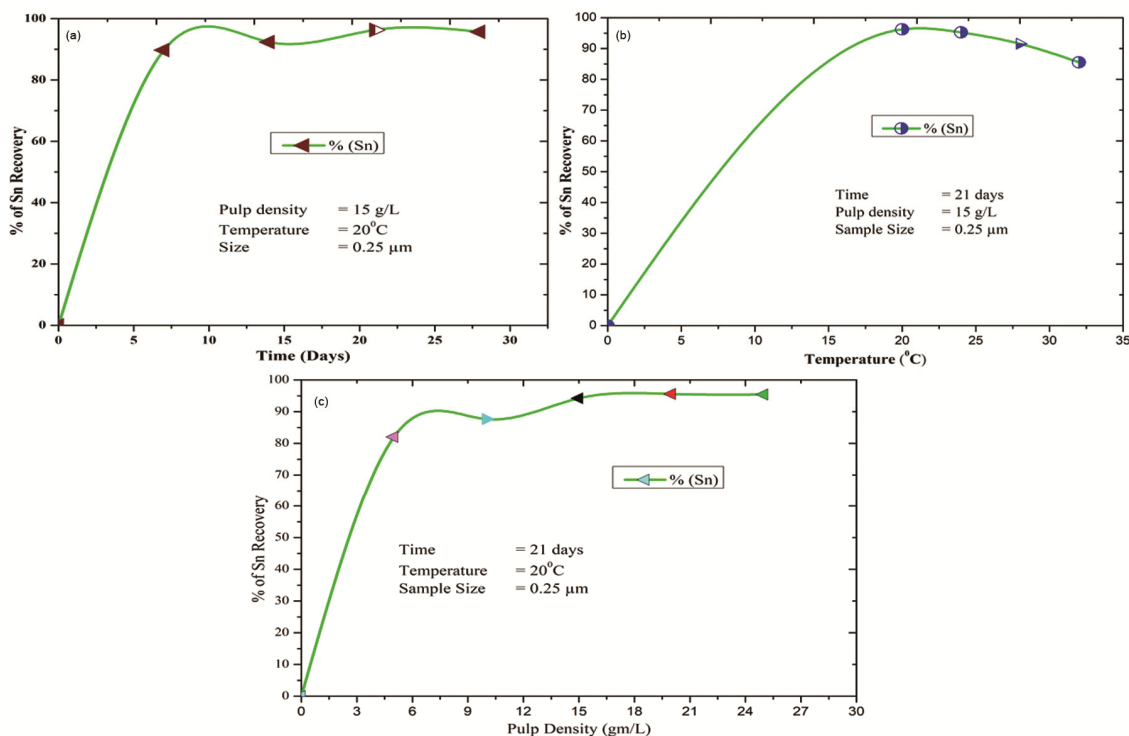 (a)
% of Sn Recovery
100
80
60
40
20
0
% (Sn)
Pulp density = 15 g/L
Temperature = 20°C
Size = 0.25 µm
0 5 10 15 20 25 30
Time (Days)
(b)
% of Sn Recovery
100
90
80
70
60
50
40
30
20
10
0
% (Sn)
Time = 21 days
Pulp density = 15 g/L
Sample Size = 0.25 µm
0 5 10 15 20 25 30 35
Temperature (°C)
(c)
% of Sn Recovery
100
90
80
70
60
50
40
30
20
10
0
% (Sn)
Time = 21 days
Temperature = 20°C
Sample Size = 0.25 µm
0 3 6 9 12 15 18 21 24 27 30
Pulp Density (gm/L)